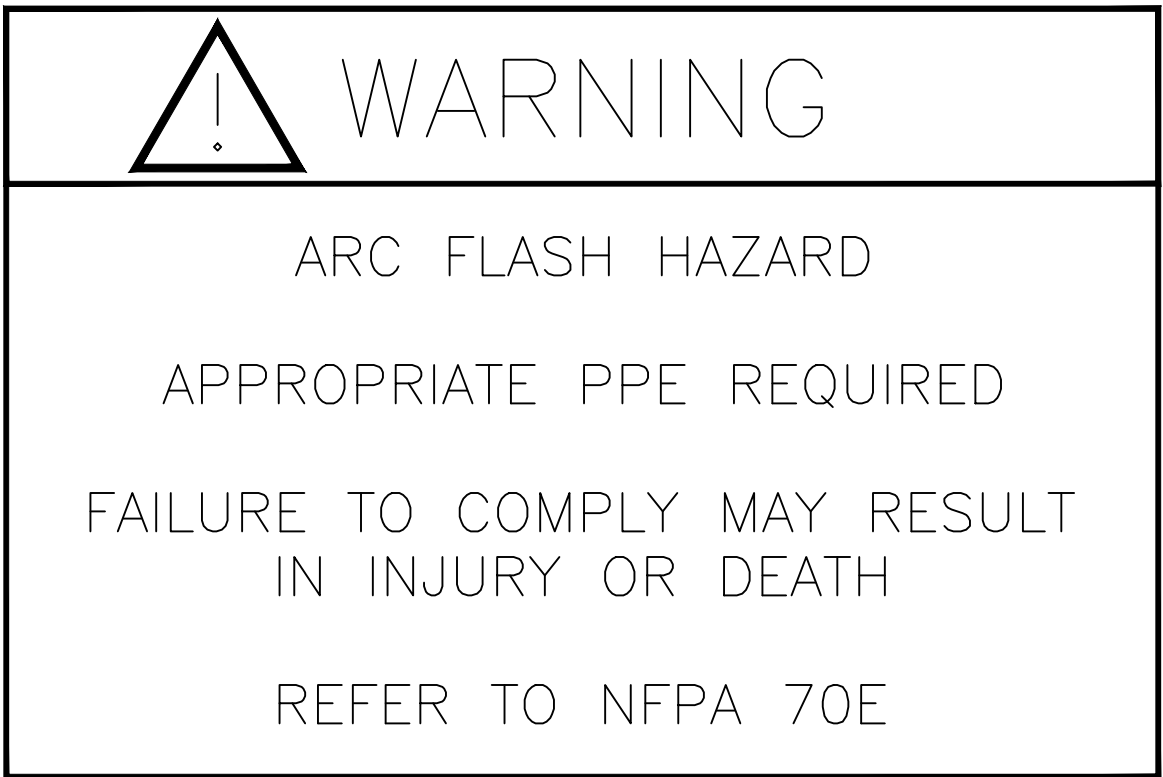 WARNING
ARC FLASH HAZARD
APPROPRIATE PPE REQUIRED
FAILURE TO COMPLY MAY RESULT
IN INJURY OR DEATH
REFER TO NFPA 70E